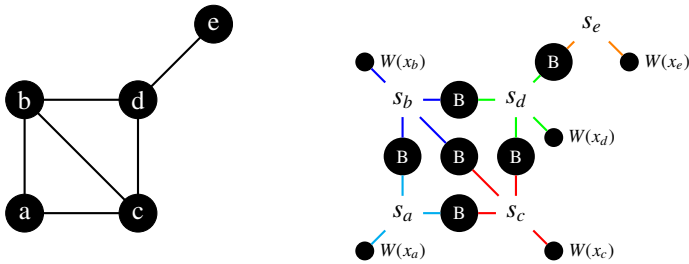 e
b
d
a
c
s_e
B
W(x_e)
W(x_b)
s_b
B
s_d
W(x_d)
B
B
B
s_a
B
s_c
W(x_a)
W(x_c)